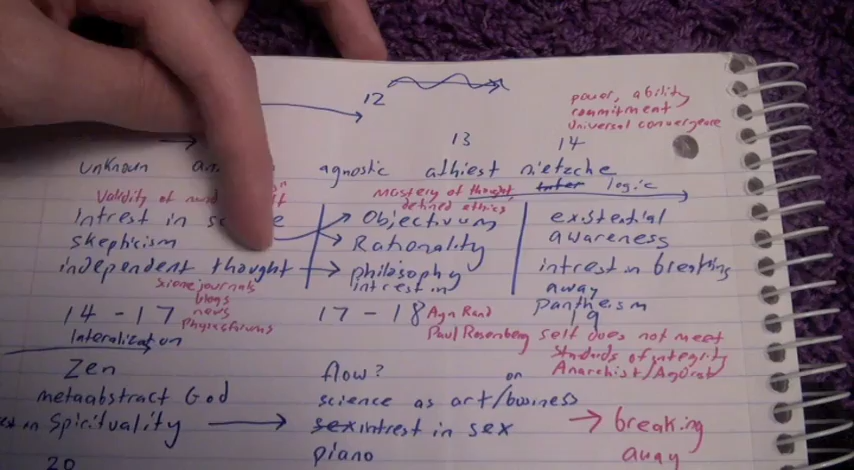 12
power, ability
commitment
universal convergence
13 14
unknown agnostic athiest nietzche
Validity of mastery of thought, logic
defined ethics
intrest in objectivum existential
skepticism Rationality awareness
independent thought philosophy intrest in breaking
intrest in away
science journals
blogs pantheism
14 - 17 news 17 - 18 Ayn Rand 19
physicsforums
lateralization Paul Rosenberg self does not meet
standards of integrity
Zen flow? on Anarchist/Agorist
metaabstract God science as art/business
in Spirituality sex intrest in sex breaking
20 piano away